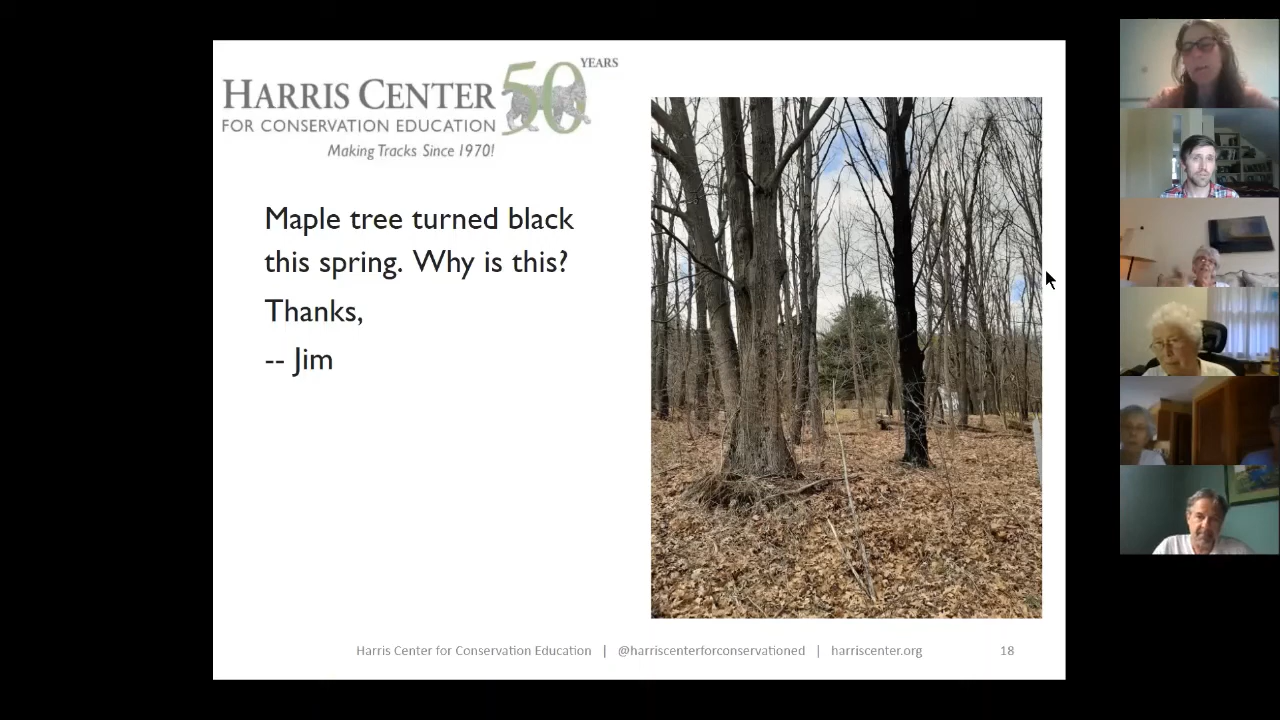 HARRIS CENTER
50 YEARS
FOR CONSERVATION EDUCATION
Making Tracks Since 1970!
Maple tree turned black
this spring. Why is this?
Thanks,
-- Jim
Harris Center for Conservation Education | @harriscenterforconservationed | harriscenter.org 18